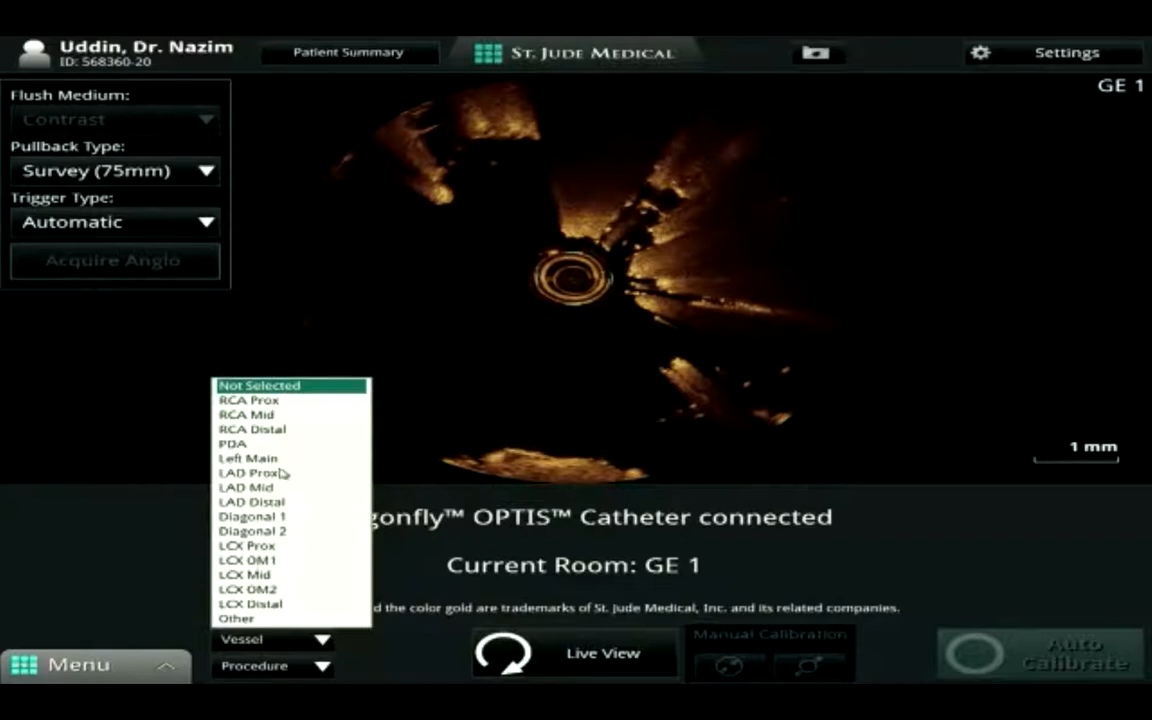 Uddin, Dr. Nazim
ID: 568360-20
Patient Summary
ST. JUDE MEDICAL
Settings
GE 1
Flush Medium:
Contrast
Pullback Type:
Survey (75mm)
Trigger Type:
Automatic
Acquire Anglo
1 mm
Not Selected
RCA Prox
RCA Mid
RCA Distal
PDA
Left Main
LAD Prox
LAD Mid
LAD Distal
Diagonal 1
Diagonal 2
LCX Prox
LCX OM1
LCX Mid
LCX OM2
LCX Distal
Other
gonfly™ OPTIS™ Catheter connected
Current Room: GE 1
d the color gold are trademarks of St. Jude Medical, Inc. and its related companies.
Vessel
Procedure
Menu
Live View
Manual Calibration
Auto
Calibrate